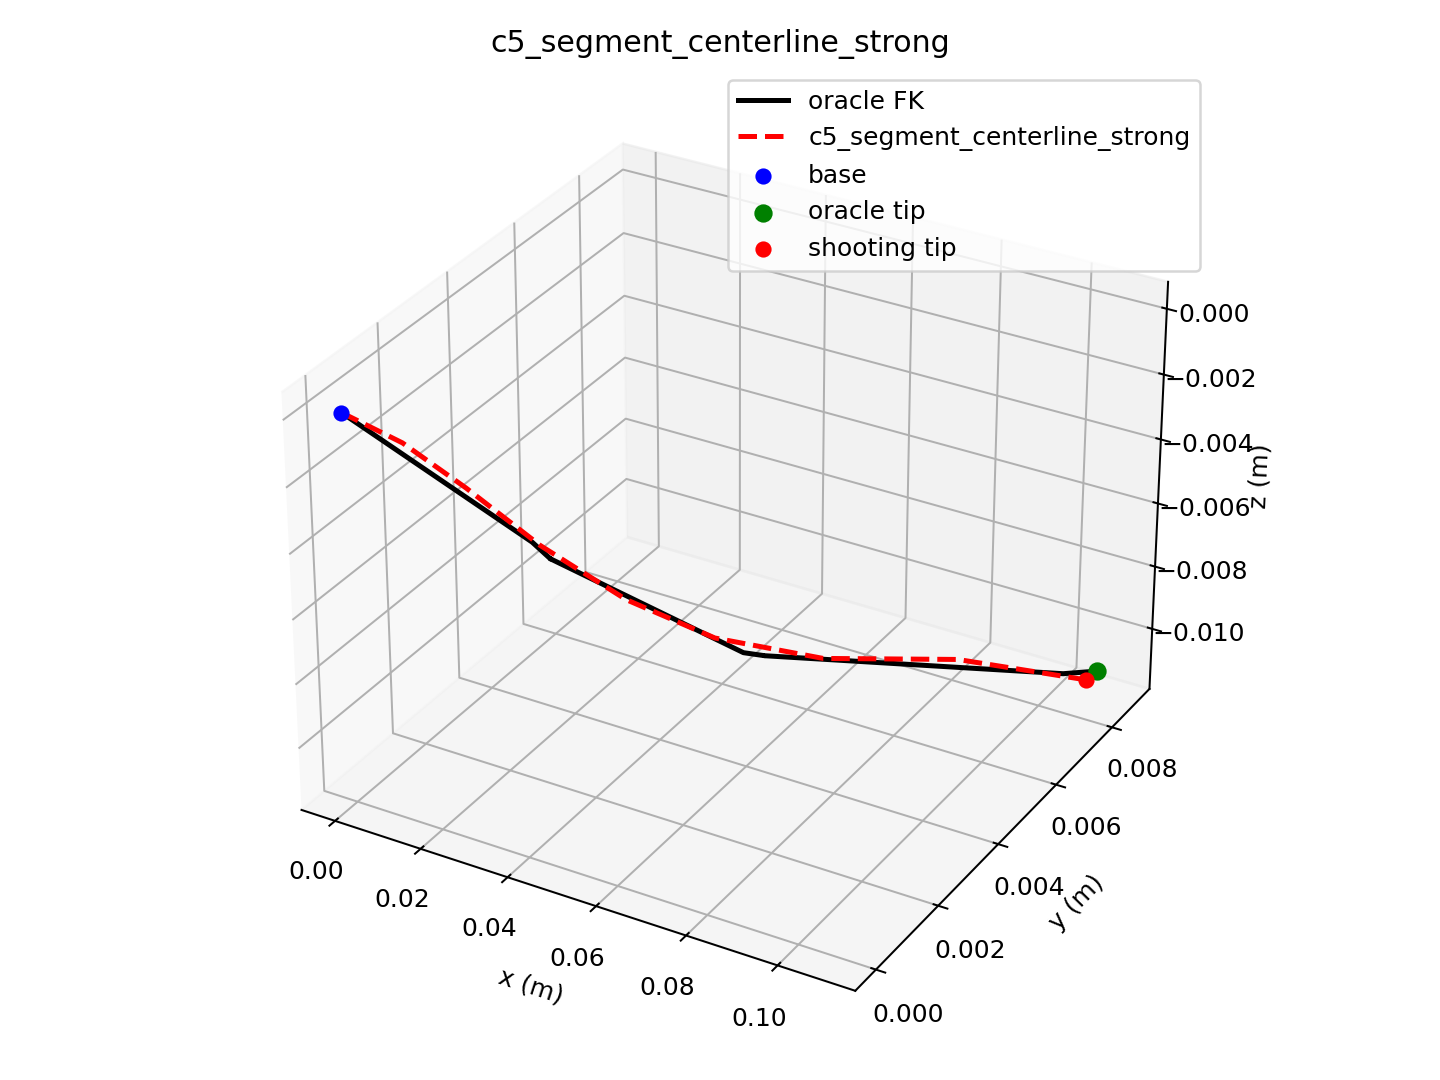 c5_segment_centerline_strong
oracle FK
c5_segment_centerline_strong
base
oracle tip
shooting tip
0.000
−0.002
−0.004
−0.006
−0.008
−0.010
z (m)
0.008
0.006
0.004
0.002
0.000
y (m)
0.00
0.02
0.04
0.06
0.08
0.10
x (m)